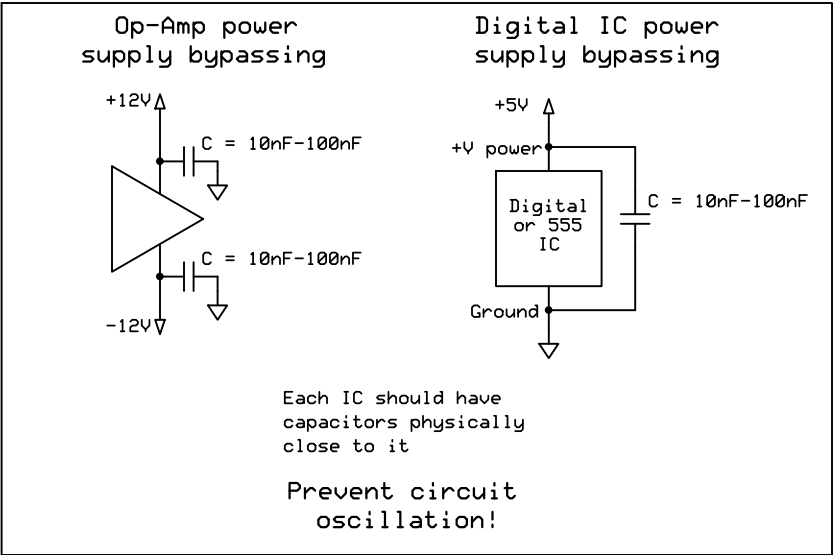 Op-Amp power
supply bypassing
+12V
C = 10nF-100nF
C = 10nF-100nF
-12V
Digital IC power
supply bypassing
+5V
+V power
Digital
or 555
IC
C = 10nF-100nF
Ground
Each IC should have
capacitors physically
close to it
Prevent circuit
oscillation!